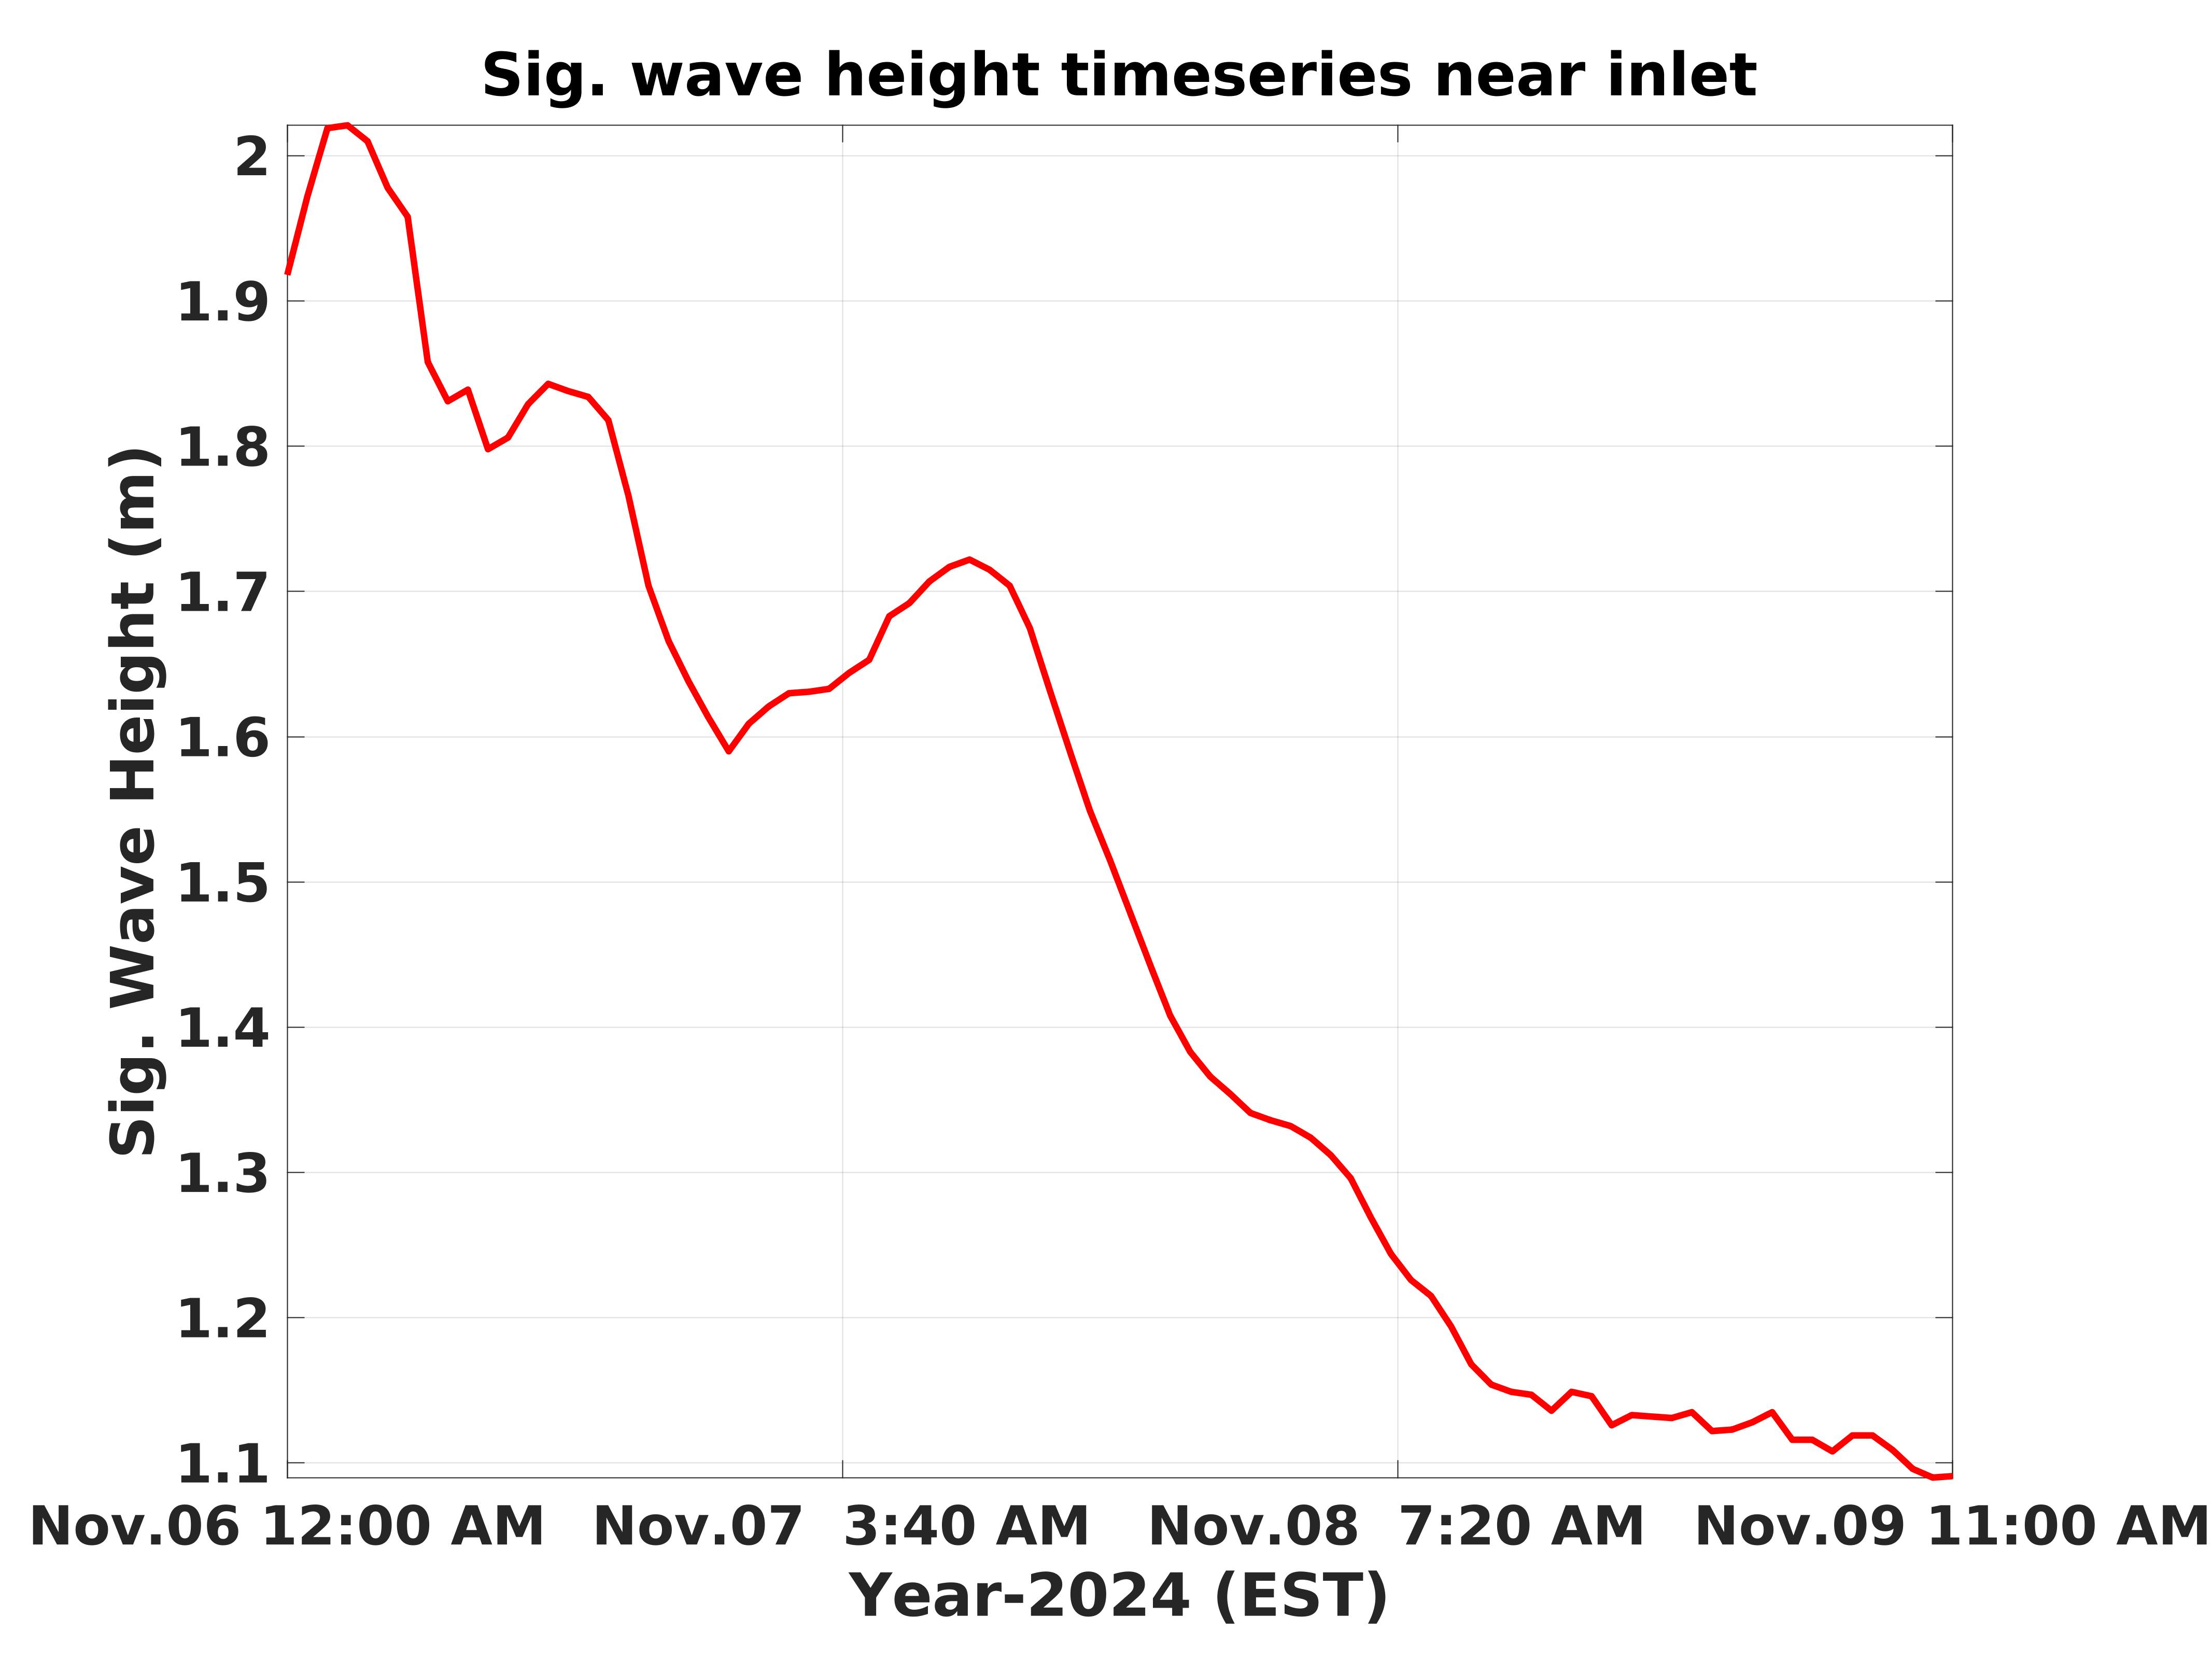 Sig. wave height timeseries near inlet
Sig. Wave Height (m)
2
1.9
1.8
1.7
1.6
1.5
1.4
1.3
1.2
1.1
Nov.06 12:00 AM Nov.07 3:40 AM Nov.08 7:20 AM Nov.09 11:00 AM
Year-2024 (EST)